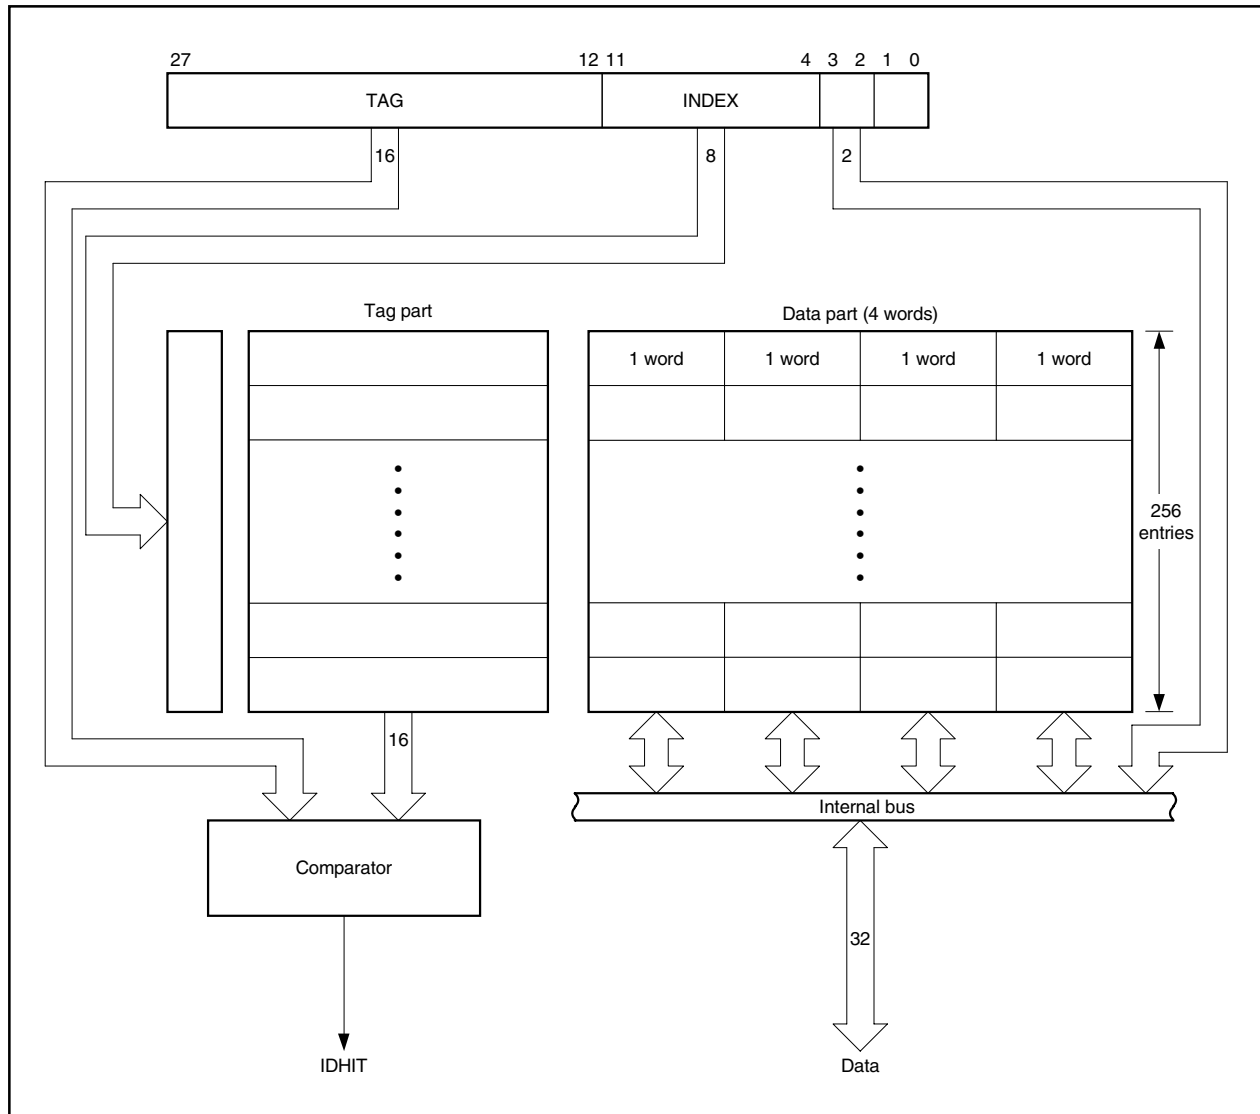 27 12 11 4 3 2 1 0
TAG INDEX
16 8 2
Tag part Data part (4 words)
1 word 1 word 1 word 1 word
256
entries
16
Internal bus
Comparator
32
IDHIT Data